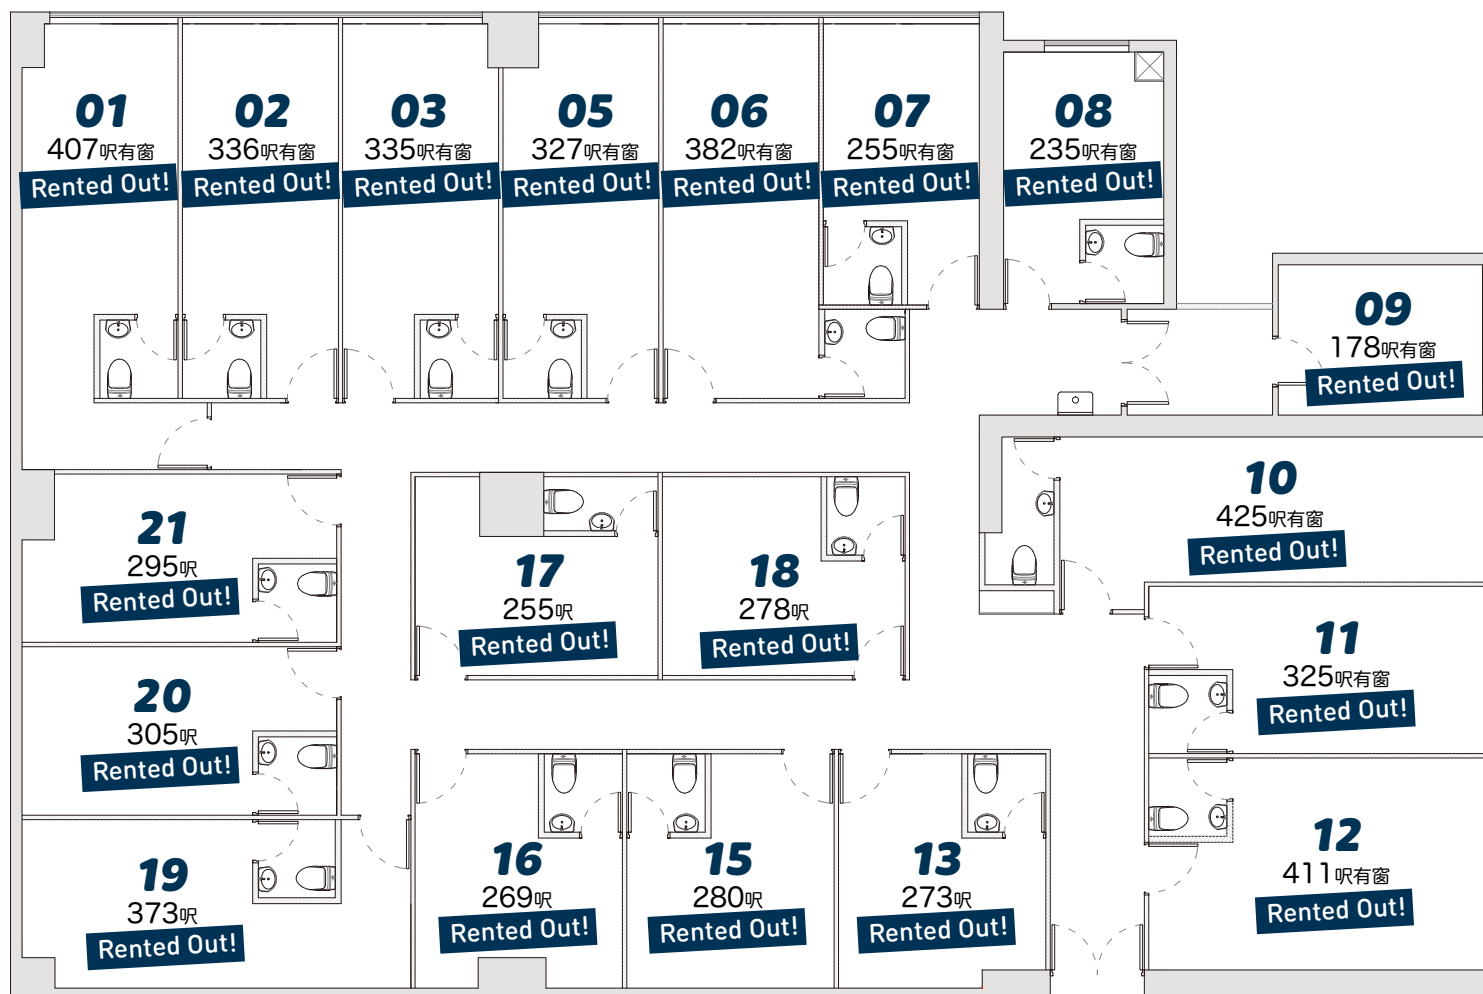 01
407呎有窗
Rented Out!
02
336呎有窗
Rented Out!
03
335呎有窗
Rented Out!
05
327呎有窗
Rented Out!
06
382呎有窗
Rented Out!
07
255呎有窗
Rented Out!
08
235呎有窗
Rented Out!
09
178呎有窗
Rented Out!
10
425呎有窗
Rented Out!
21
295呎
Rented Out!
17
255呎
Rented Out!
18
278呎
Rented Out!
11
325呎有窗
Rented Out!
20
305呎
Rented Out!
12
411呎有窗
Rented Out!
19
373呎
Rented Out!
16
269呎
Rented Out!
15
280呎
Rented Out!
13
273呎
Rented Out!